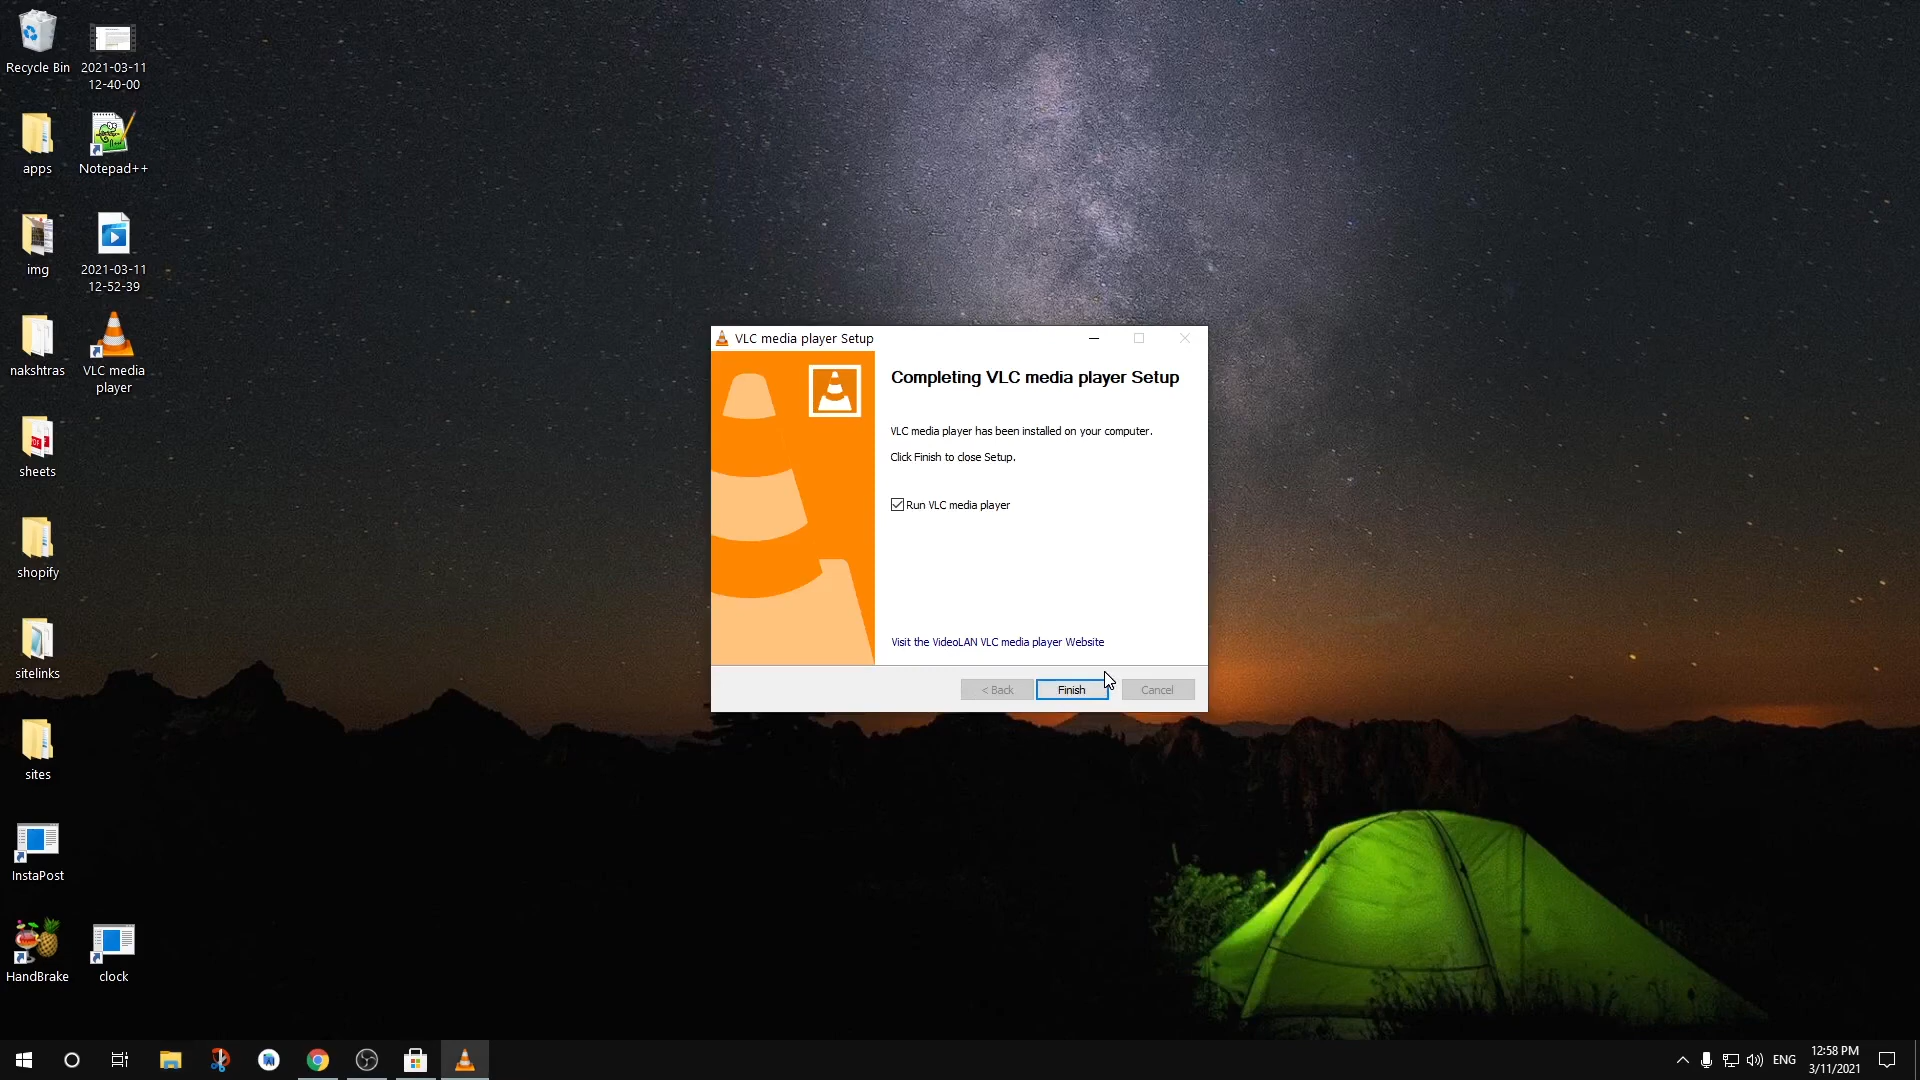 Recycle Bin
2021-03-11
12-40-00
apps
Notepad++
img
2021-03-11
12-52-39
nakshtras
VLC media
player
sheets
shopify
sitelinks
sites
InstaPost
HandBrake
clock
VLC media player Setup
Completing VLC media player Setup
VLC media player has been installed on your computer.
Click Finish to close Setup.
Run VLC media player
Visit the VideoLAN VLC media player Website
< Back
Finish
Cancel
ENG
12:58 PM
3/11/2021